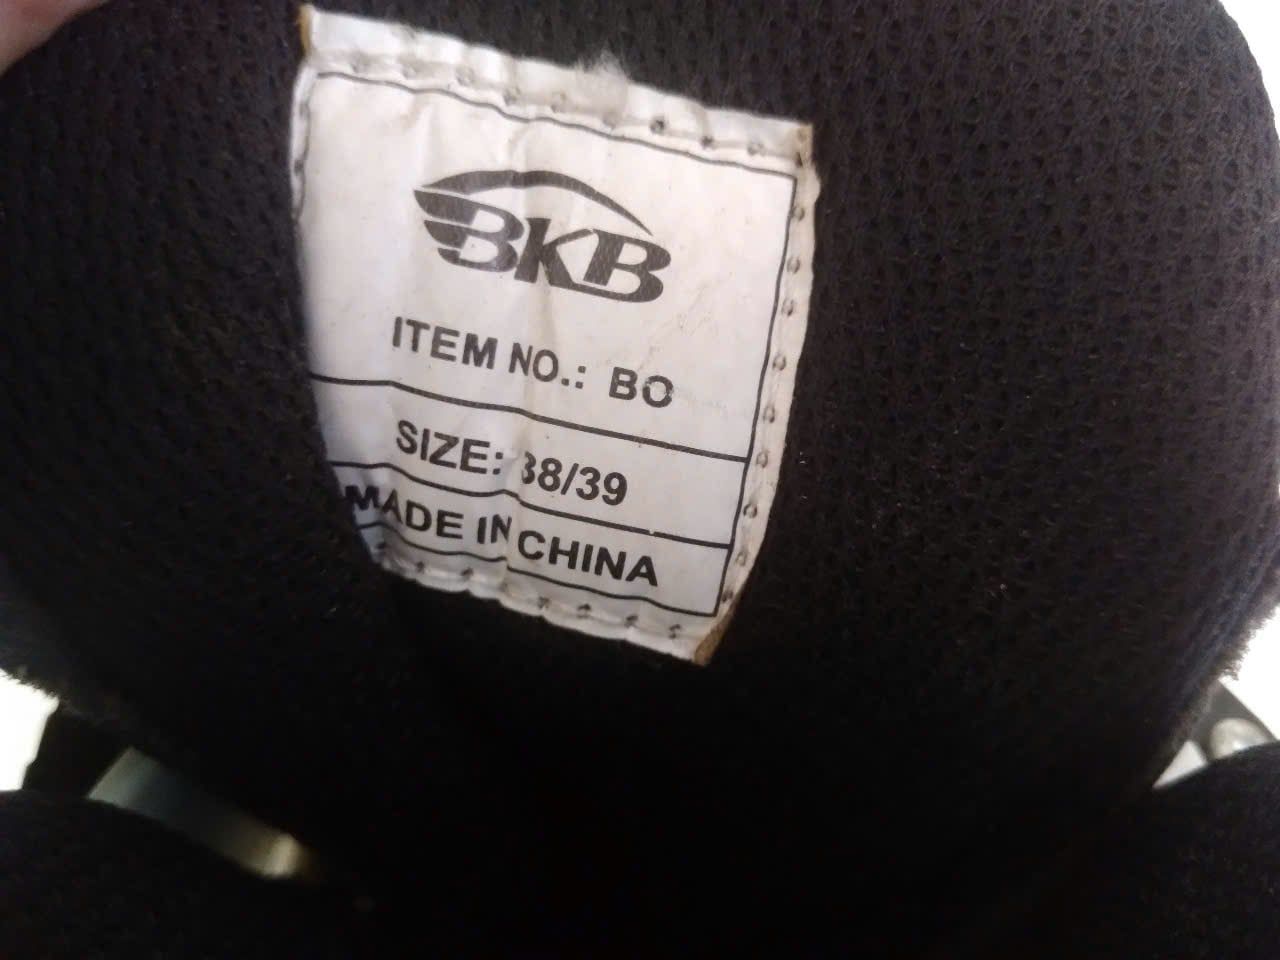 BKB
ITEM NO.: BO
SIZE: 38/39
MADE IN CHINA